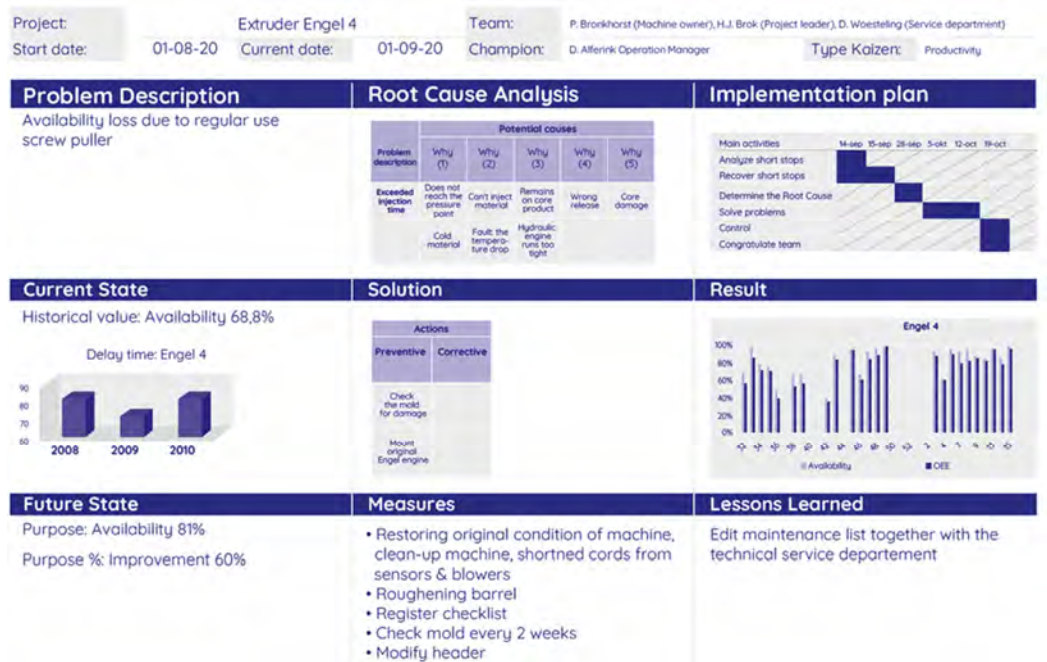 Project: Extruder Engel 4 Team: P. Bronkhorst (Machine owner), H.J. Brok (Project leader), D. Woesteling (Service department)
Start date: 01-08-20 Current date: 01-09-20 Champion: D. Alferink Operation Manager Type Kaizen: Productivity
Problem Description
Availability loss due to regular use
screw puller
Root Cause Analysis
Potential causes
Problem description Why (1) Why (2) Why (3) Why (4) Why (5)
Exceeded injection time Does not reach the pressure point Can't inject material Remains on core product Wrong release Core damage
Cold material Fault: the tempera-ture drop Hydraulic engine runs too tight
Implementation plan
Main activities 14-sep 15-sep 28-sep 5-okt 12-oct 19-oct
Analyze short stops
Recover short stops
Determine the Root Cause
Solve problems
Control
Congratulate team
Current State
Historical value: Availability 68,8%
Delay time: Engel 4
90
80
70
60
2008 2009 2010
Solution
Actions
Preventive Corrective
Check
the mold
for damage
Mount
original
Engel engine
Result
Engel 4
100%
80%
60%
40%
20%
0%
Availability OEE
Future State
Purpose: Availability 81%
Purpose %: Improvement 60%
Measures
• Restoring original condition of machine,
clean-up machine, shortned cords from
sensors & blowers
• Roughening barrel
• Register checklist
• Check mold every 2 weeks
• Modify header
Lessons Learned
Edit maintenance list together with the
technical service departement